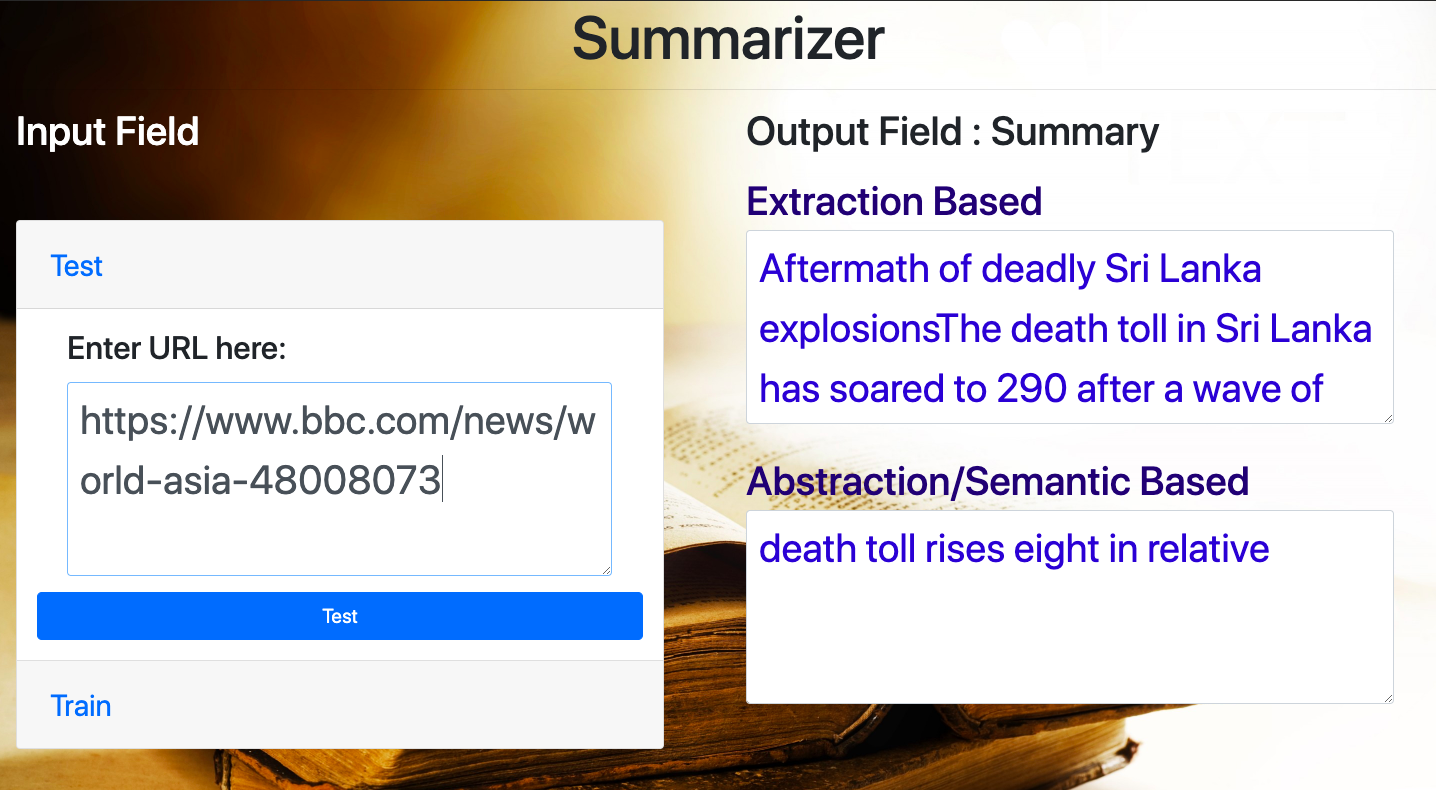 Summarizer
Input Field
Test
Enter URL here:
https://www.bbc.com/news/w
orld-asia-48008073
Test
Train
Output Field : Summary
Extraction Based
Aftermath of deadly Sri Lanka
explosionsThe death toll in Sri Lanka
has soared to 290 after a wave of
Abstraction/Semantic Based
death toll rises eight in relative